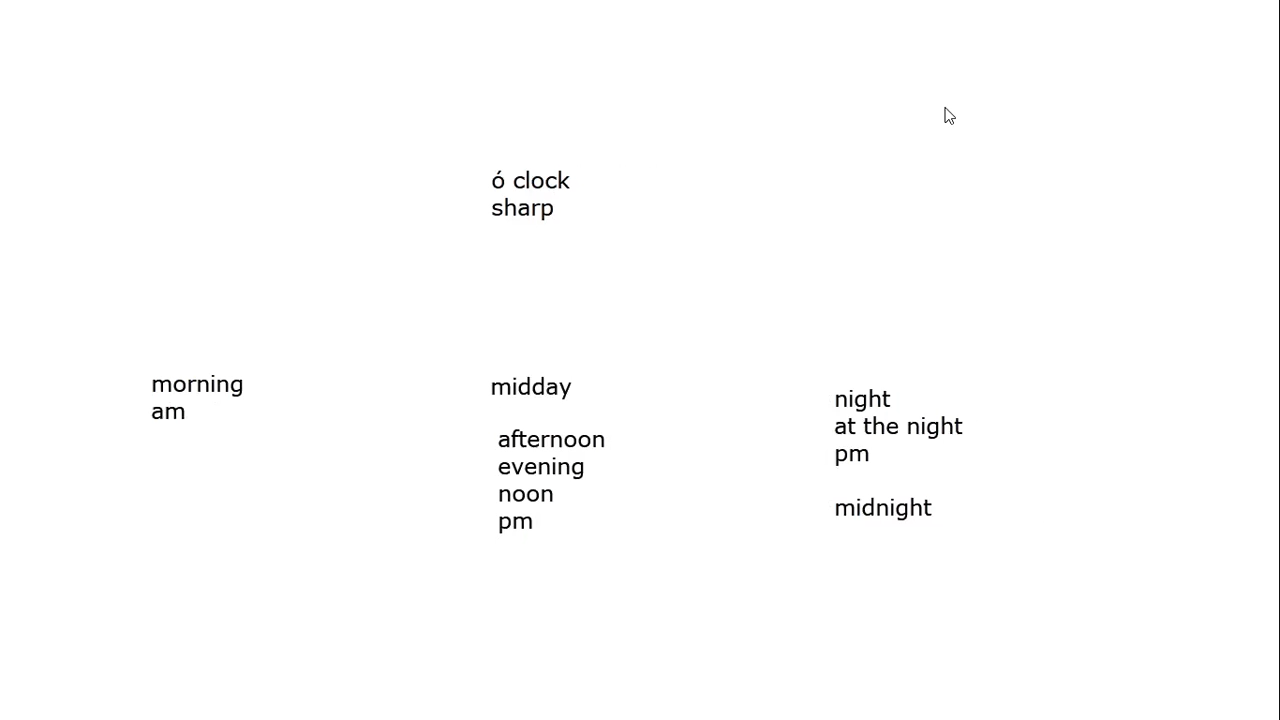 ó clock
sharp
morning
am
midday
afternoon
evening
noon
pm
night
at the night
pm
midnight